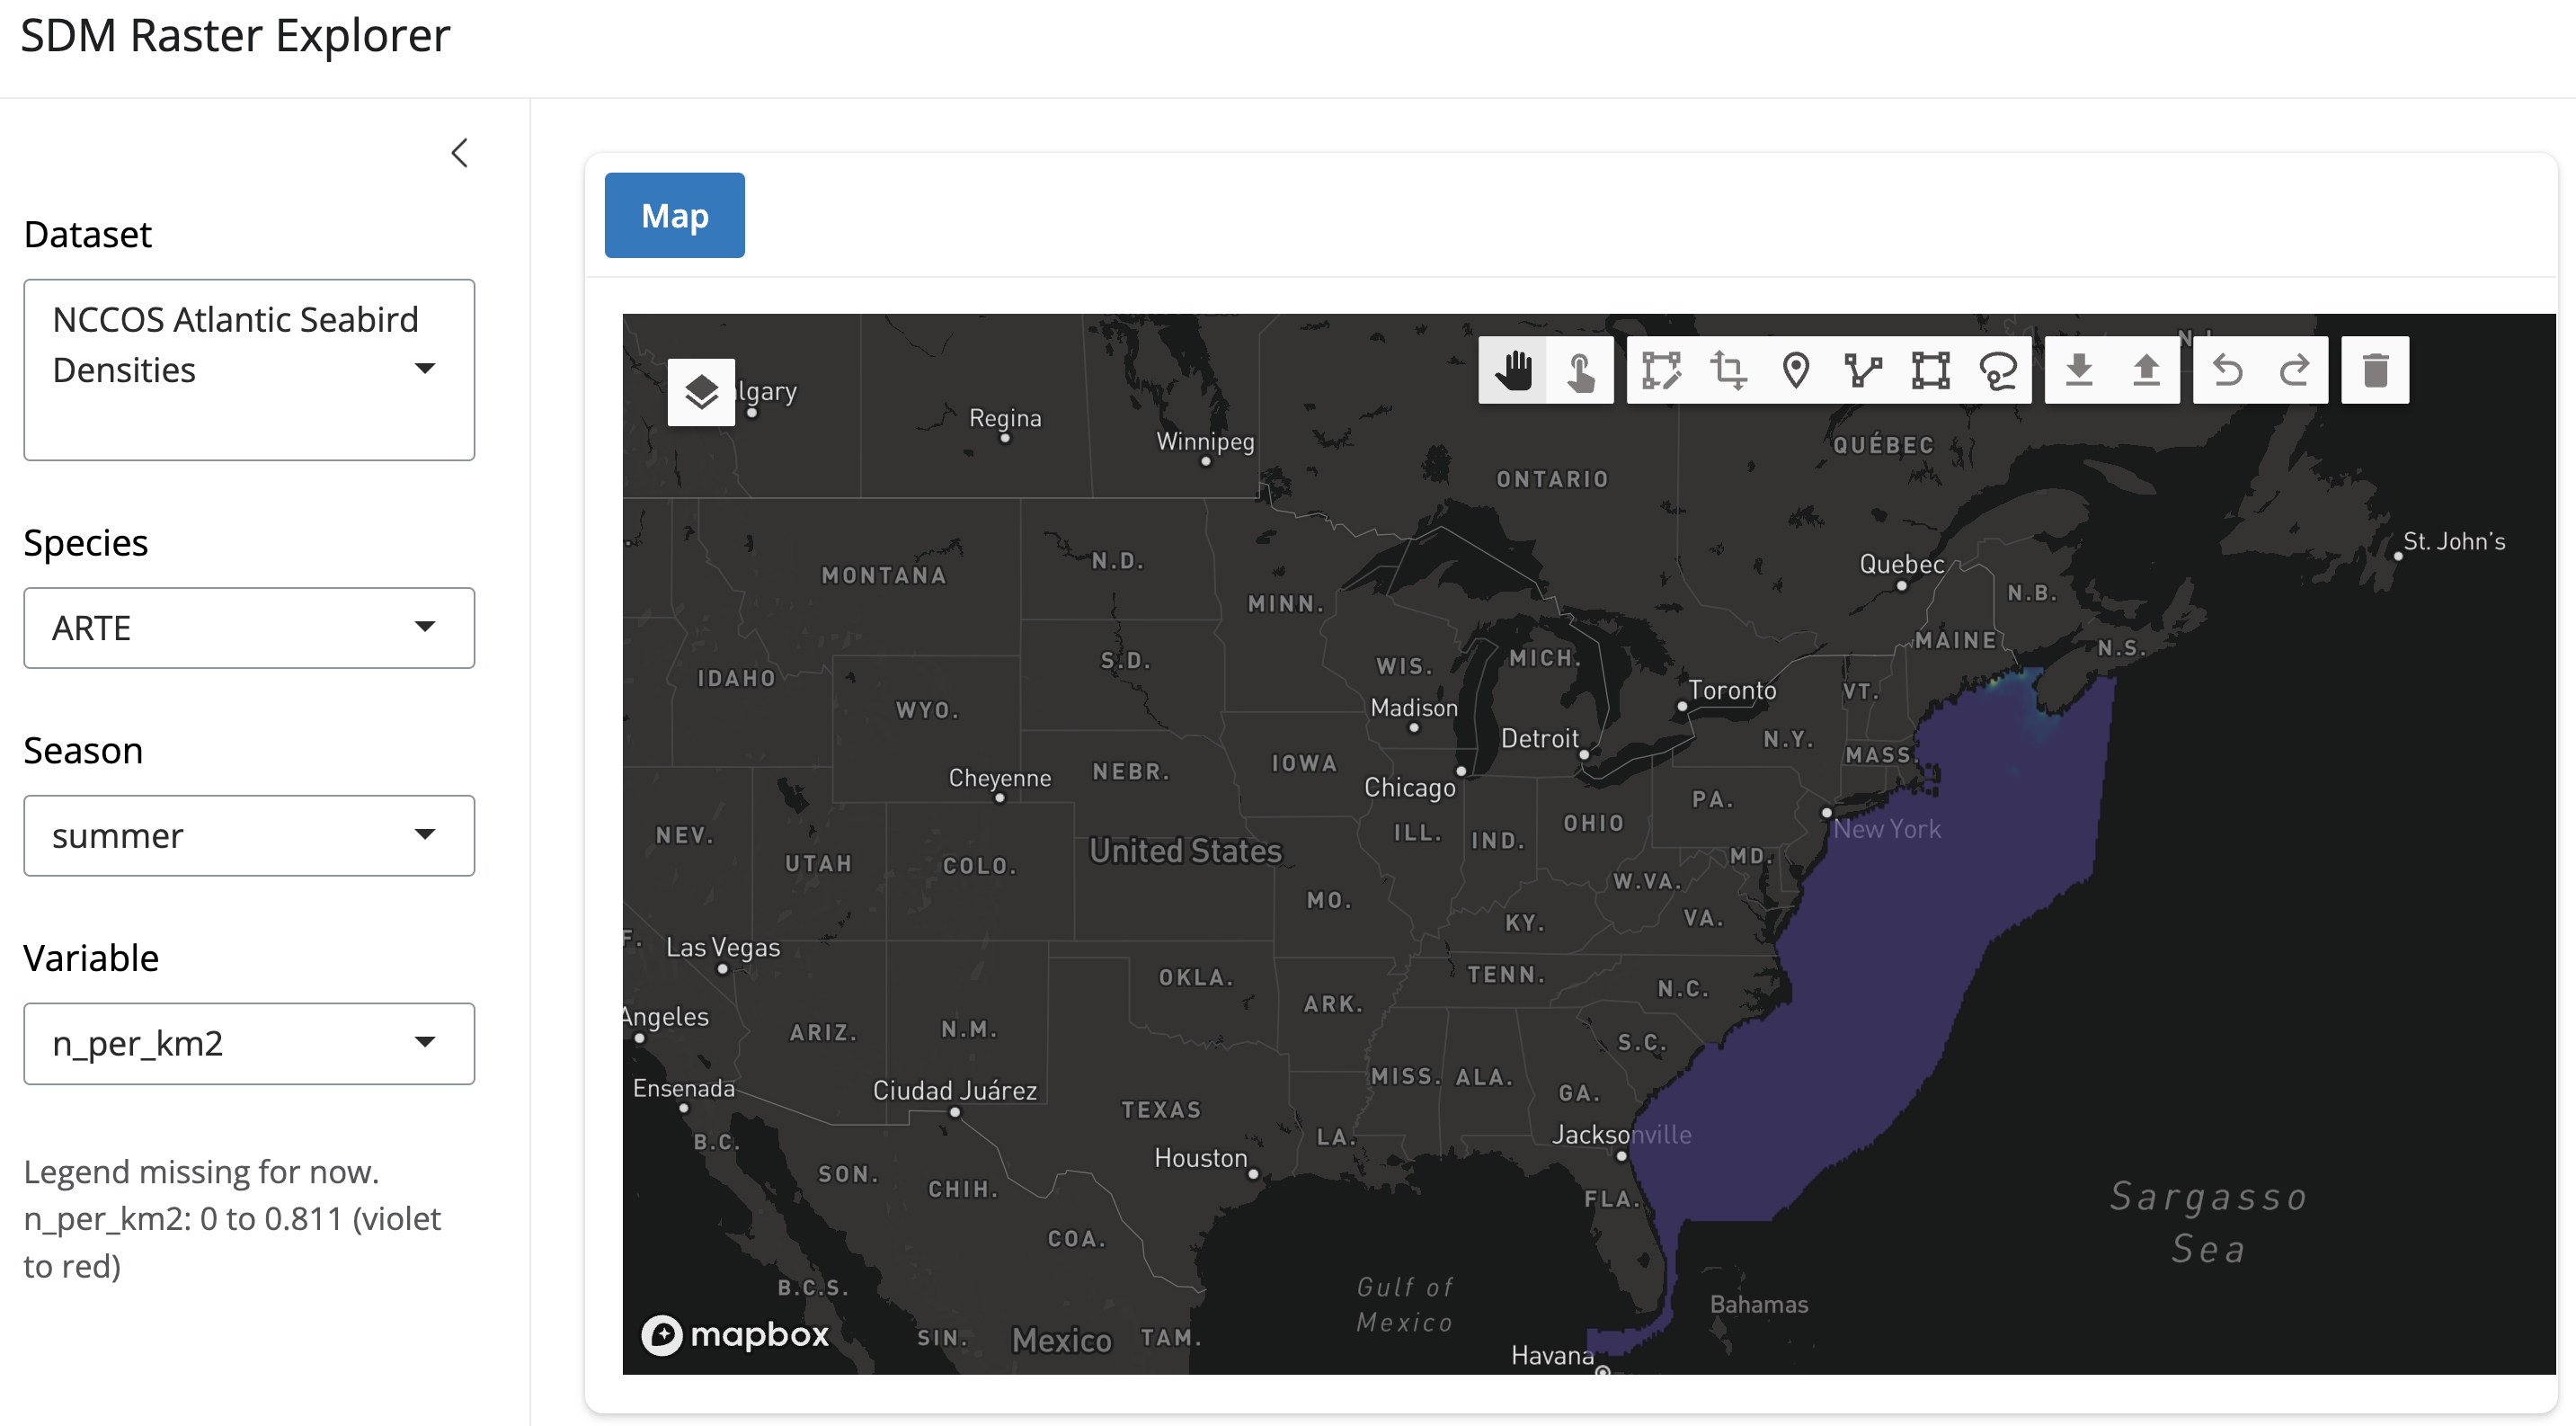 SDM Raster Explorer
Dataset
NCCOS Atlantic Seabird
Densities
Species
ARTE
Season
summer
Variable
n_per_km2
Legend missing for now.
n_per_km2: 0 to 0.811 (violet
to red)
Map
lgary
Regina
Winnipeg
ONTARIO
QUÉBEC
St. John's
Quebec
N.B.
MONTANA
N.D.
MINN.
MAINE
N.S.
IDAHO
S.D.
WIS.
MICH.
Toronto
VT.
WYO.
Madison
Detroit
N.Y.
MASS.
Cheyenne
NEBR.
IOWA
Chicago
PA.
New York
NEV.
UTAH
COLO.
United States
ILL.
IND.
OHIO
MD.
W.VA.
MO.
KY.
VA.
F.
Las Vegas
OKLA.
TENN.
N.C.
ARK.
Angeles
ARIZ.
N.M.
S.C.
MISS.
ALA.
GA.
Ensenada
Ciudad Juárez
TEXAS
LA.
Jacksonville
B.C.
SON.
CHIH.
Houston
FLA.
Sargasso
Sea
COA.
B.C.S.
Gulf of
Mexico
Bahamas
mapbox
SIN.
Mexico
TAM.
Havana